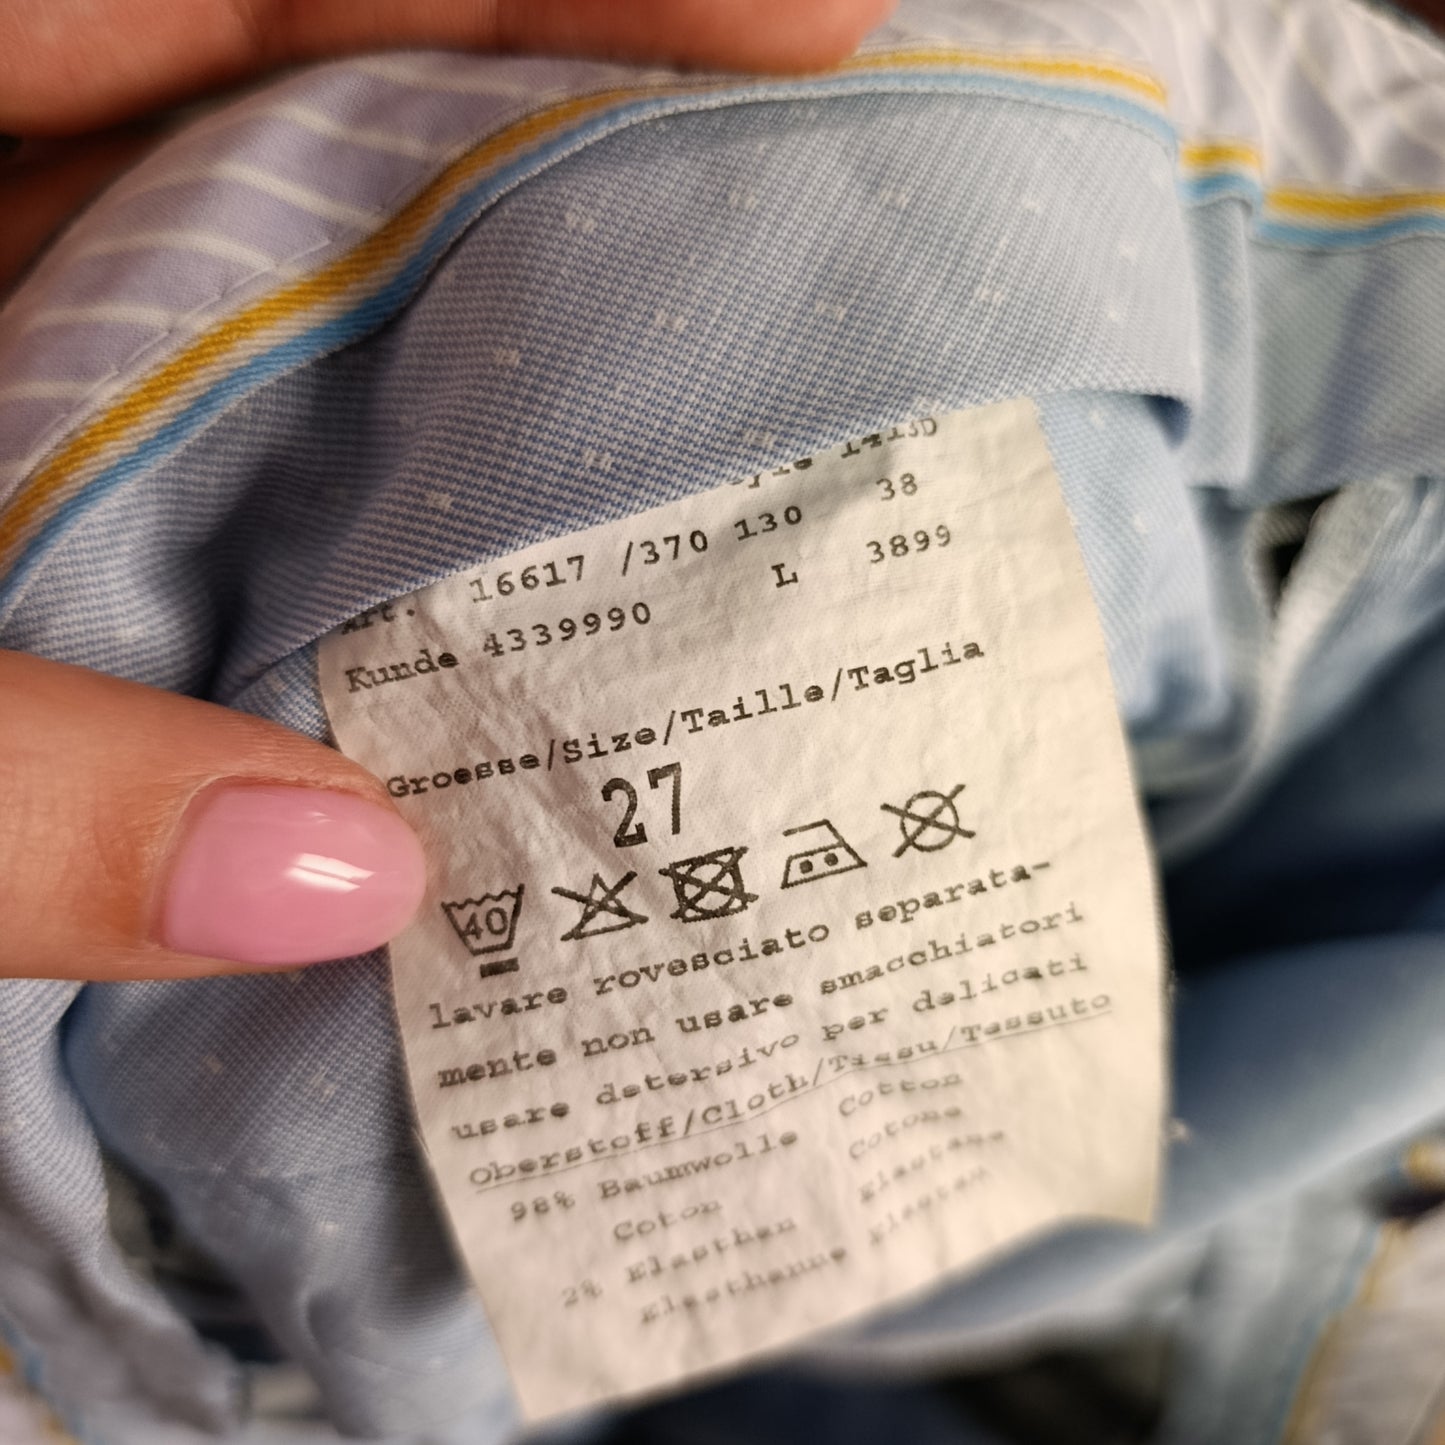 1413D
38
Art. 16617 /370 130
Kunde 4339990 L 3899
Groesse/Size/Taille/Taglia
27
40
lavare rovesciato separata-
mente non usare smacchiatori
usare detersivo per delicati
Oberstoff/Cloth/Tissu/Tessuto
98% Baumwolle Cotton
Coton Cotone
2% Elasthan elastane
elasthanne elastam